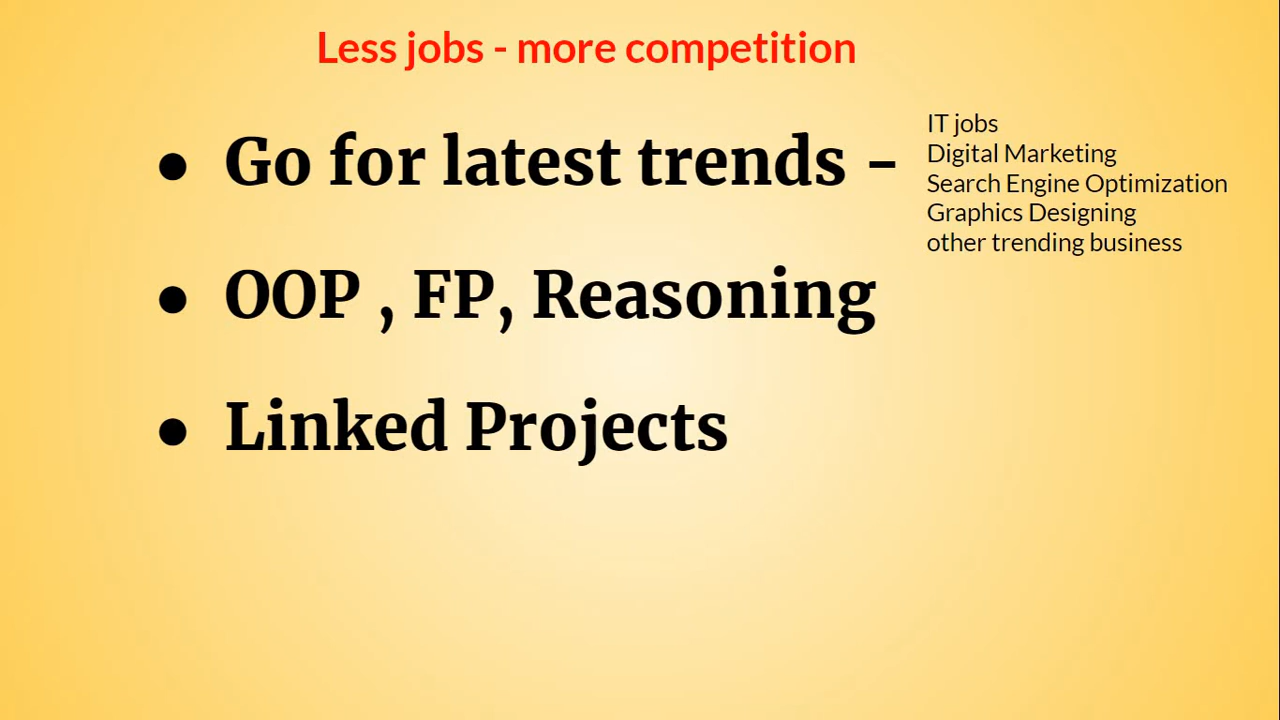 Less jobs - more competition
● Go for latest trends -
IT jobs
Digital Marketing
Search Engine Optimization
Graphics Designing
other trending business
● OOP , FP, Reasoning
● Linked Projects